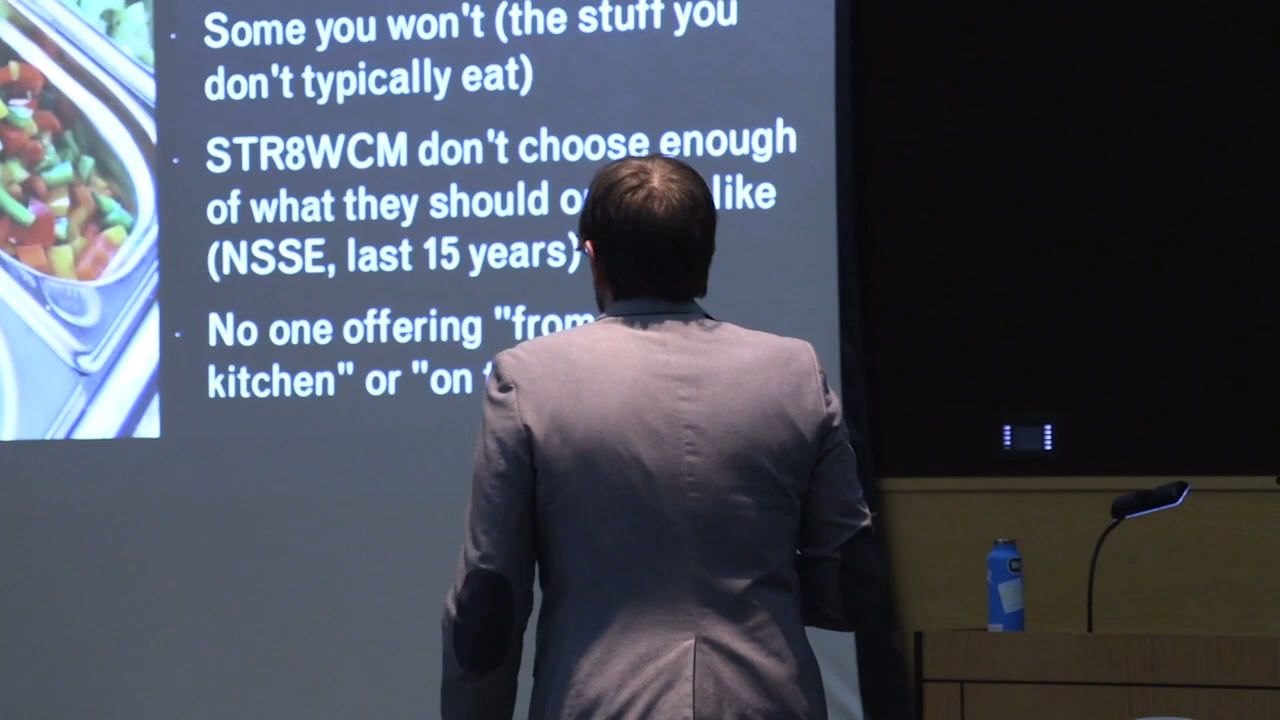 Some you won't (the stuff you
don't typically eat)
STR8WCM don't choose enough
of what they should or like
(NSSE, last 15 years)
No one offering "from
kitchen" or "on